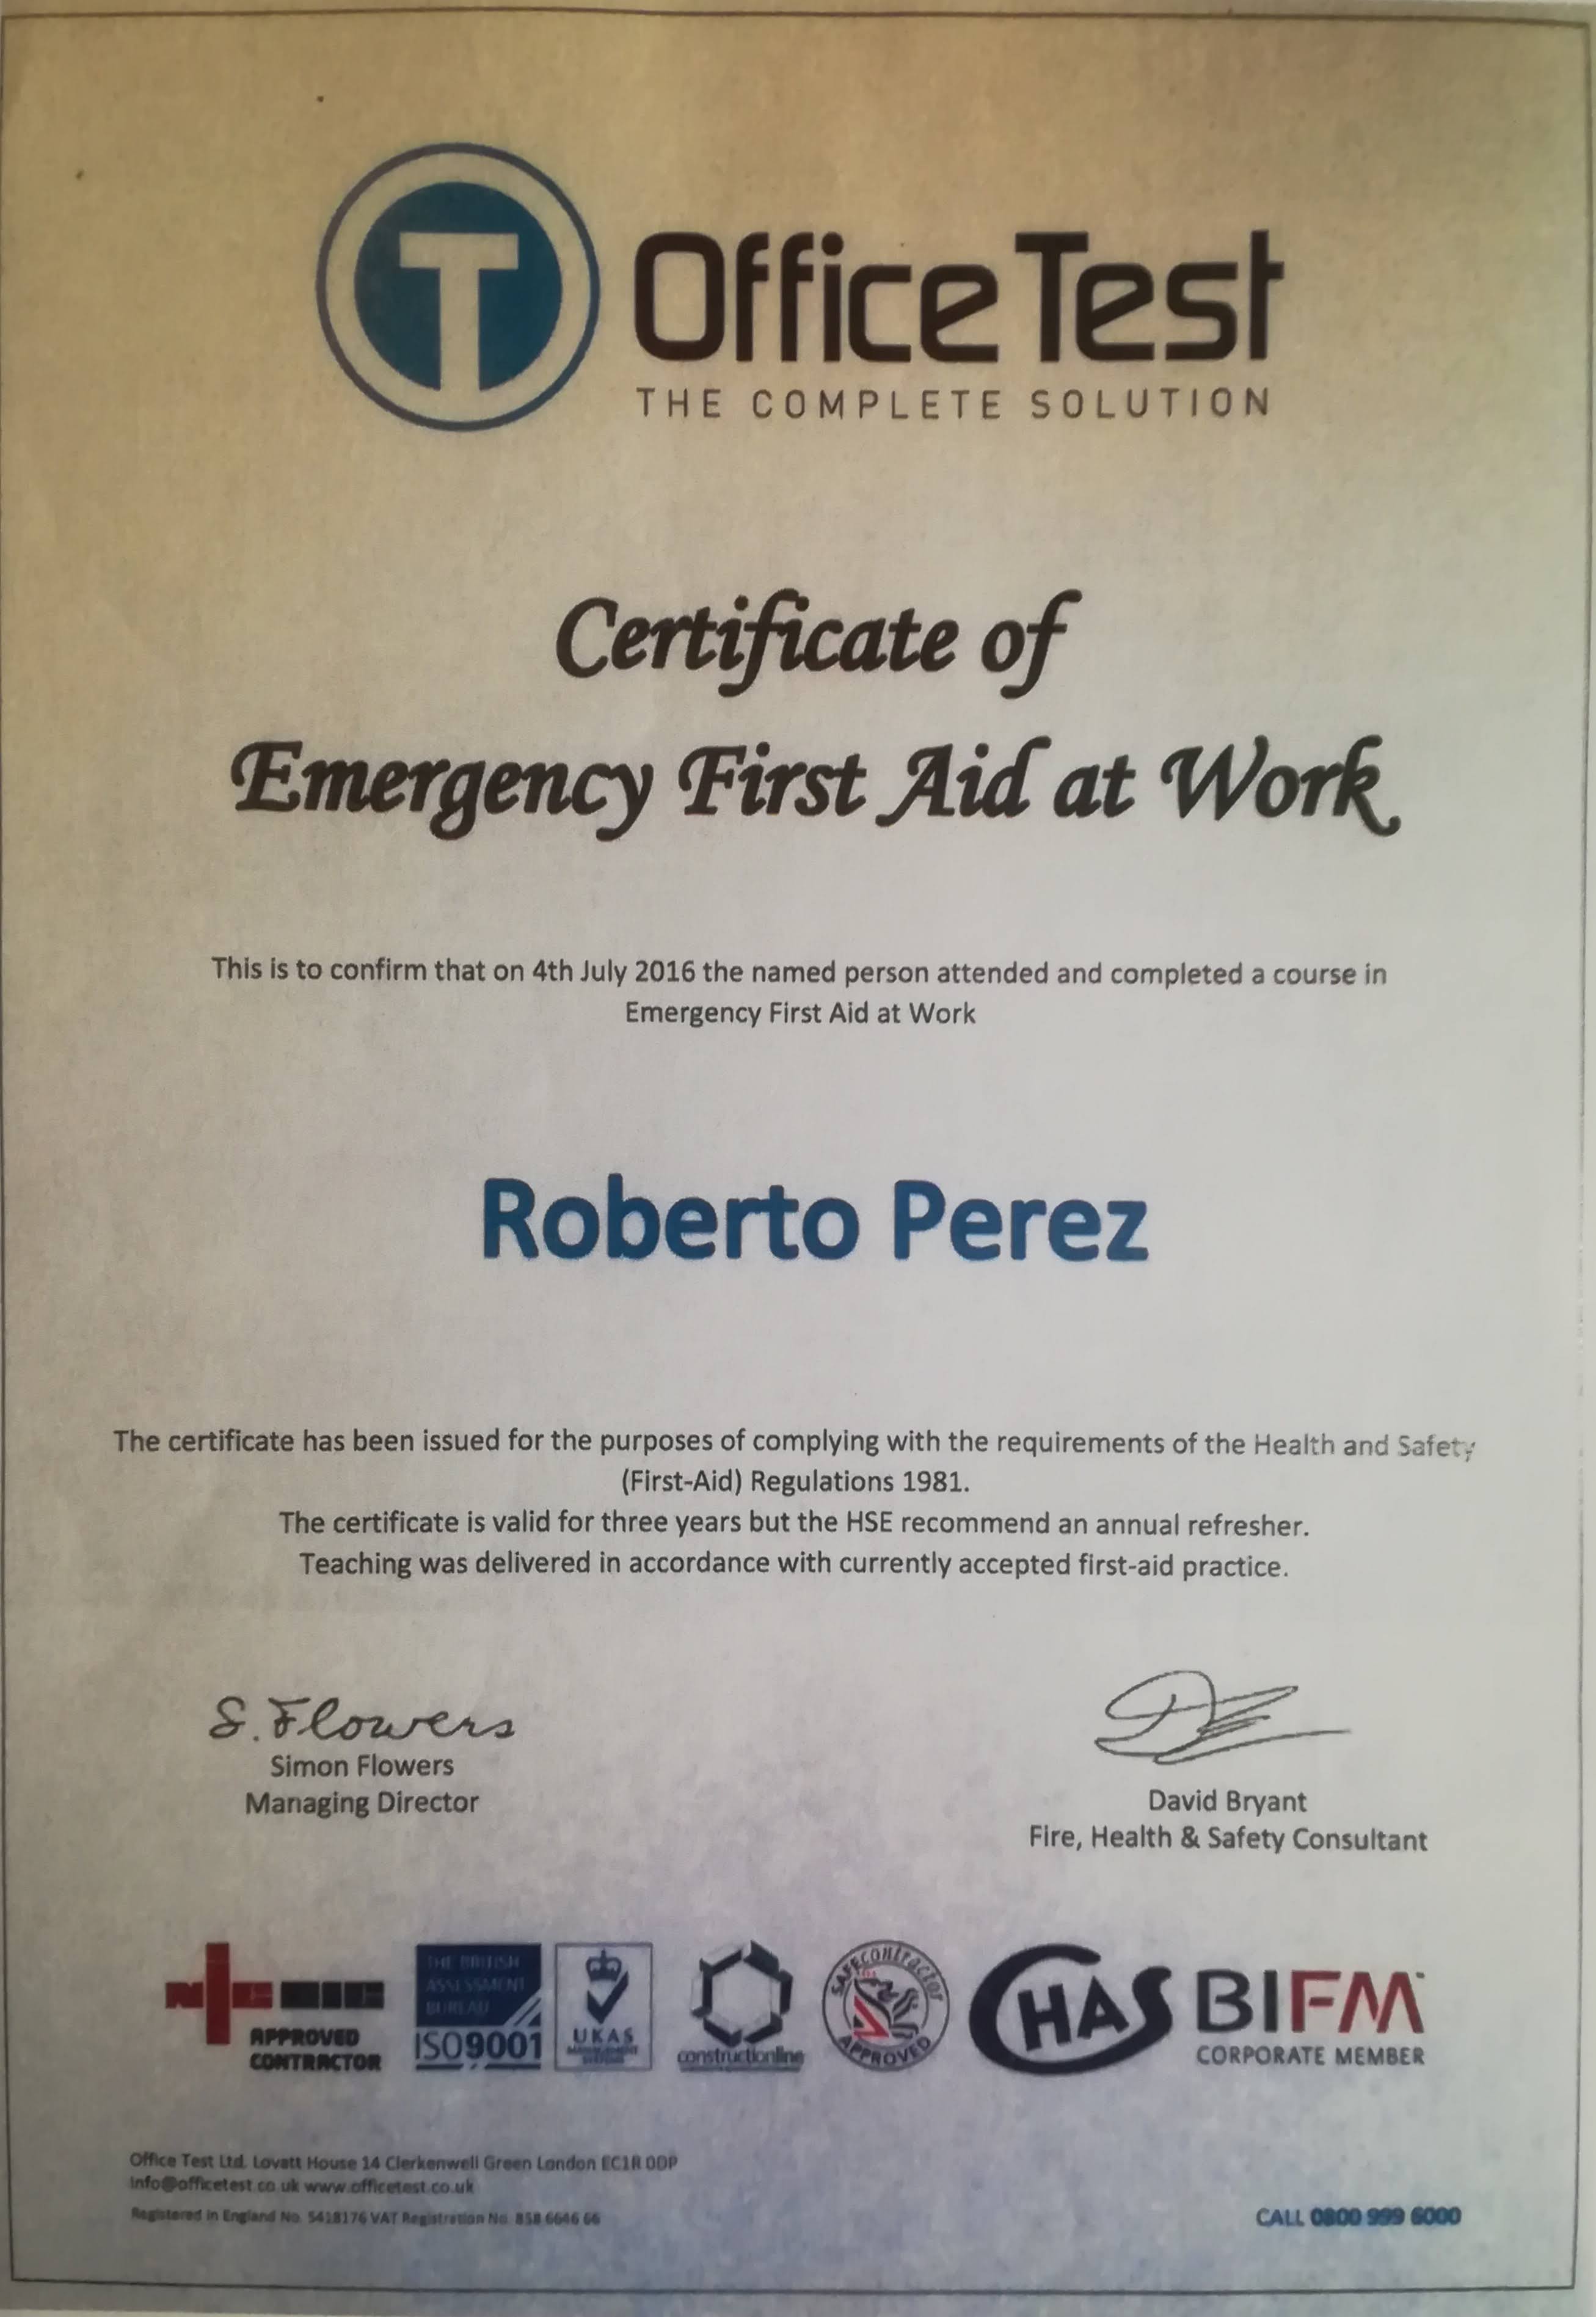 T
Office Test
THE COMPLETE SOLUTION
Certificate of
Emergency First Aid at Work
This is to confirm that on 4th July 2016 the named person attended and completed a course in
Emergency First Aid at Work
Roberto Perez
The certificate has been issued for the purposes of complying with the requirements of the Health and Safety
(First-Aid) Regulations 1981.
The certificate is valid for three years but the HSE recommend an annual refresher.
Teaching was delivered in accordance with currently accepted first-aid practice.
S. Flowers
Simon Flowers
Managing Director
David Bryant
Fire, Health & Safety Consultant
NICEIC
APPROVED
CONTRACTOR
THE BRITISH
ASSESSMENT
BUREAU
ISO9001
UKAS
MANAGEMENT
SYSTEMS
constructionline
SAFEcontractor
APPROVED
CHAS
BIFM
CORPORATE MEMBER
Office Test Ltd. Lovatt House 14 Clerkenwell Green London EC1R 0DP
info@officetest.co.uk www.officetest.co.uk
Registered in England No. 5418176 VAT Registration No. 858 6646 66
CALL 0800 999 6000